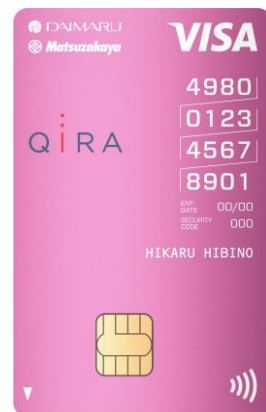 DAIMARU
Matsuzakaya
VISA
4980
0123
4567
8901
QiRA
EXP DATE 00/00
SECURITY CODE 000
HIKARU HIBINO